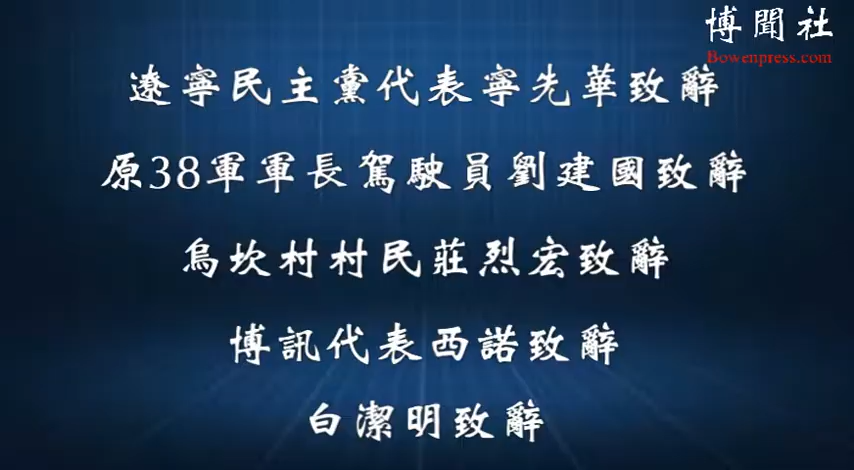 博聞社
Bowenpress.com
遼寧民主黨代表寧先華致辭
原38軍軍長駕駛員劉建國致辭
烏坎村村民莊烈宏致辭
博訊代表西諾致辭
白潔明致辭